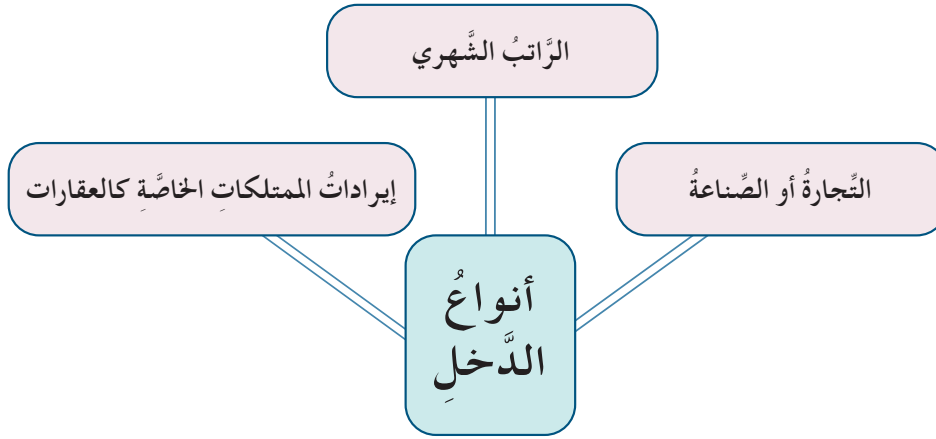 الرَّاتبُ الشَّهري
التِّجارةُ أو الصِّناعةُ
إيراداتُ الممتلكاتِ الخاصَّةِ كالعقارات
أنواعُ
الدَّخلِ